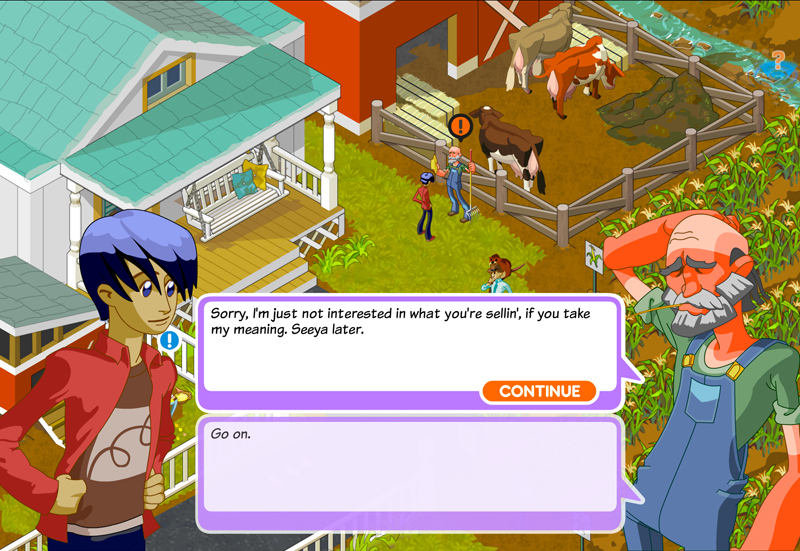 Sorry, I'm just not interested in what you're sellin', if you take
my meaning. Seeya later.
CONTINUE
Go on.